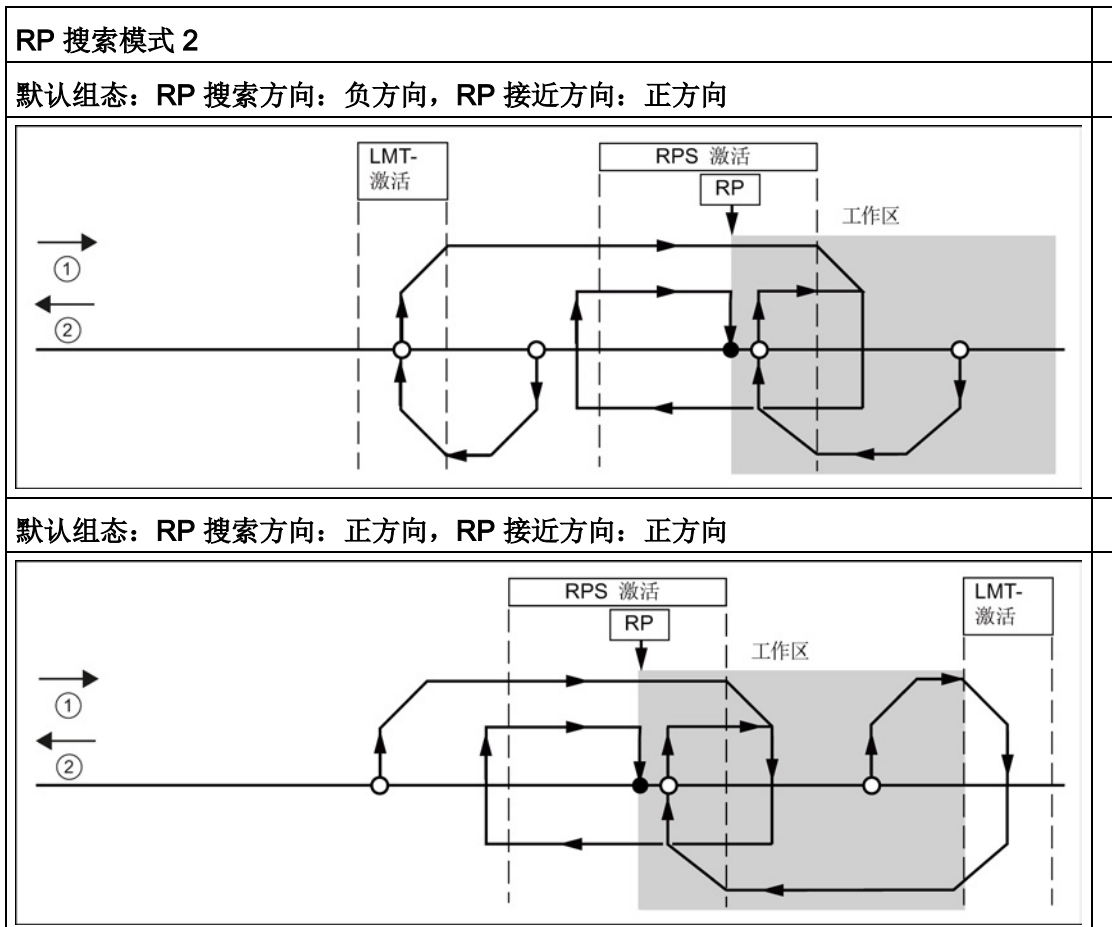 RP 搜索模式 2
默认组态：RP 搜索方向：负方向，RP 接近方向：正方向
LMT-
激活
RPS 激活
RP
工作区
①
②
默认组态：RP 搜索方向：正方向，RP 接近方向：正方向
RPS 激活
LMT-
激活
RP
工作区
①
②